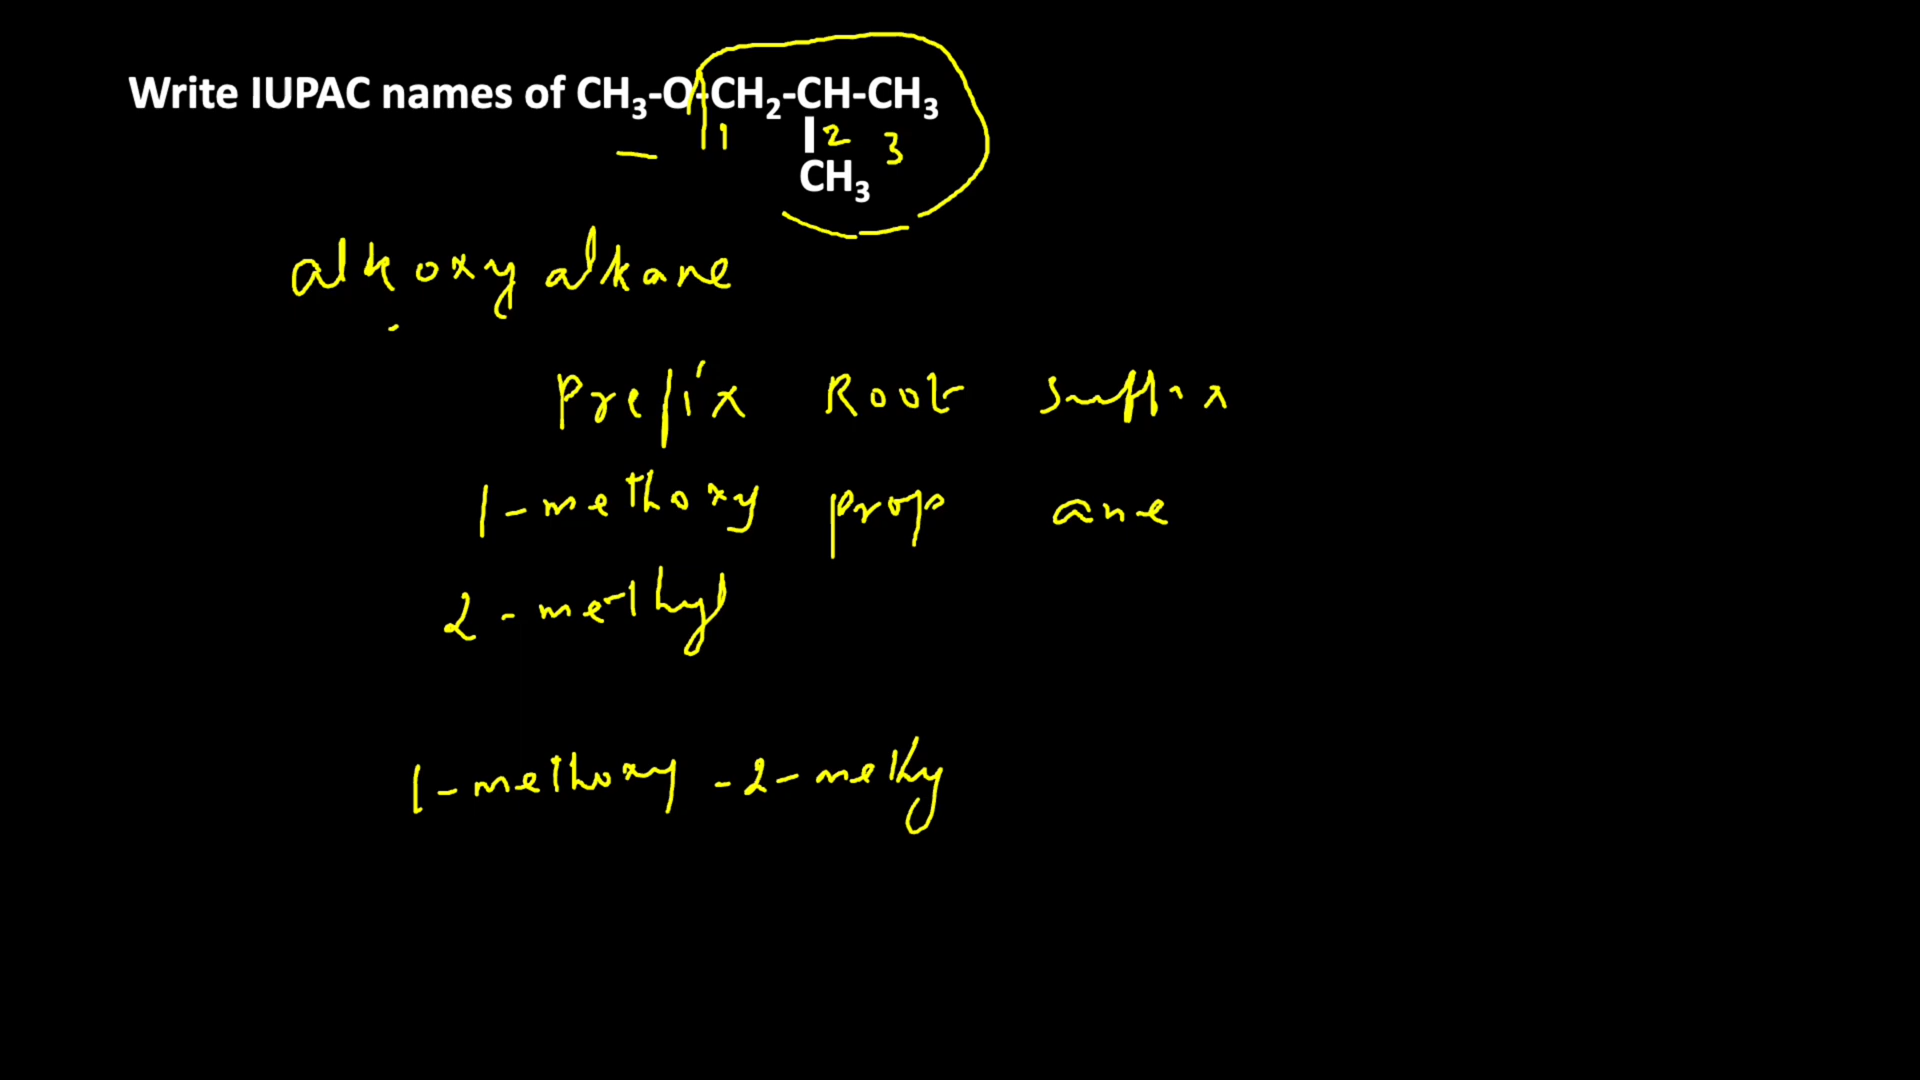 Write IUPAC names of CH₃-O-CH₂-CH-CH₃
1 2 3
CH₃
alkoxy alkane
Prefix Root suffix
1-methoxy prop ane
2-methyl
1-methoxy-2-methy